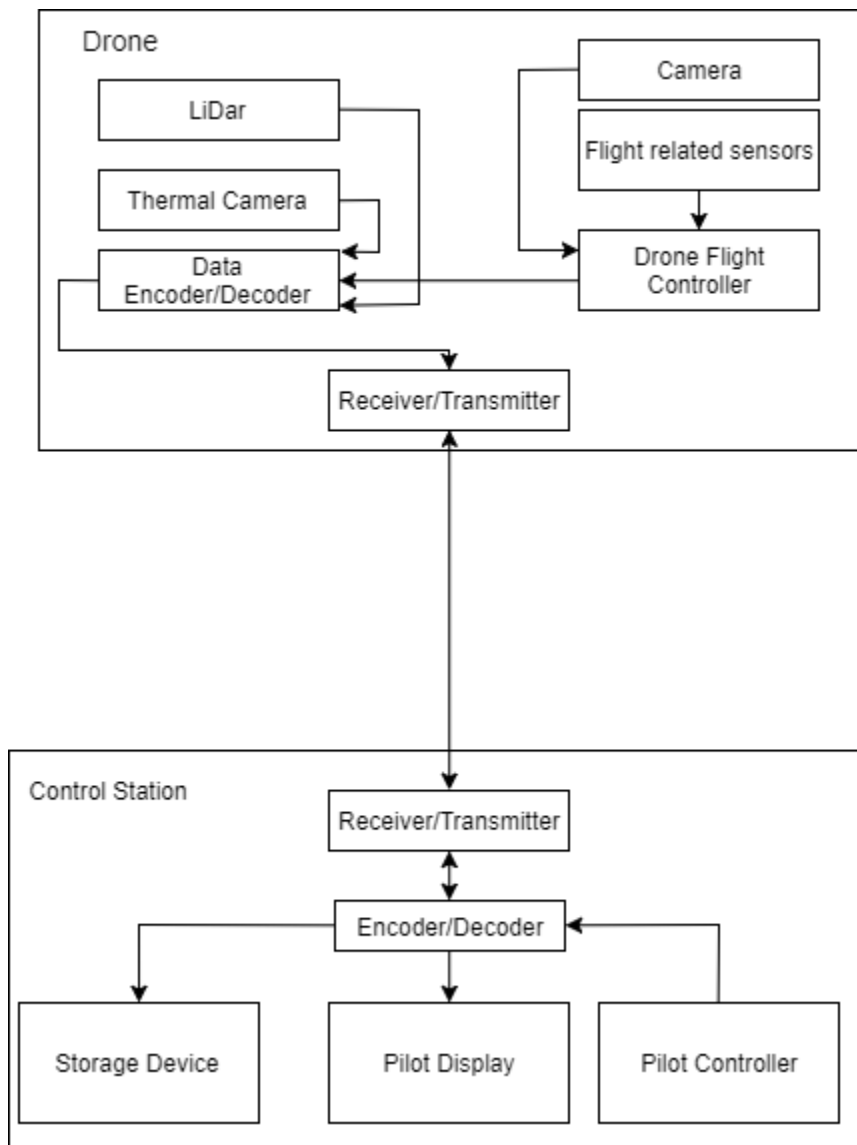 Drone
LiDar
Camera
Flight related sensors
Thermal Camera
Data
Encoder/Decoder
Drone Flight
Controller
Receiver/Transmitter
Control Station
Receiver/Transmitter
Encoder/Decoder
Storage Device
Pilot Display
Pilot Controller